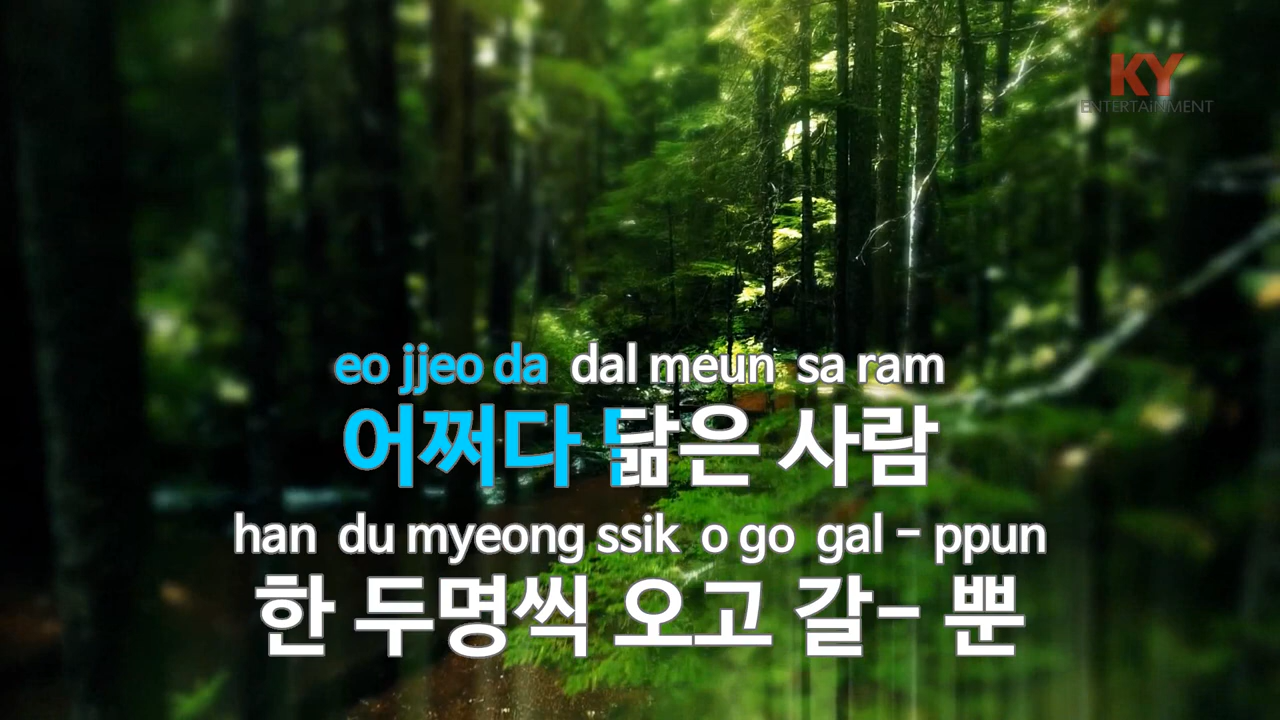 KY
ENTERTAiNMENT
eo jjeo da dal meun sa ram
어쩌다 닮은 사람
han du myeong ssik o go gal - ppun
한 두명씩 오고 갈- 뿐